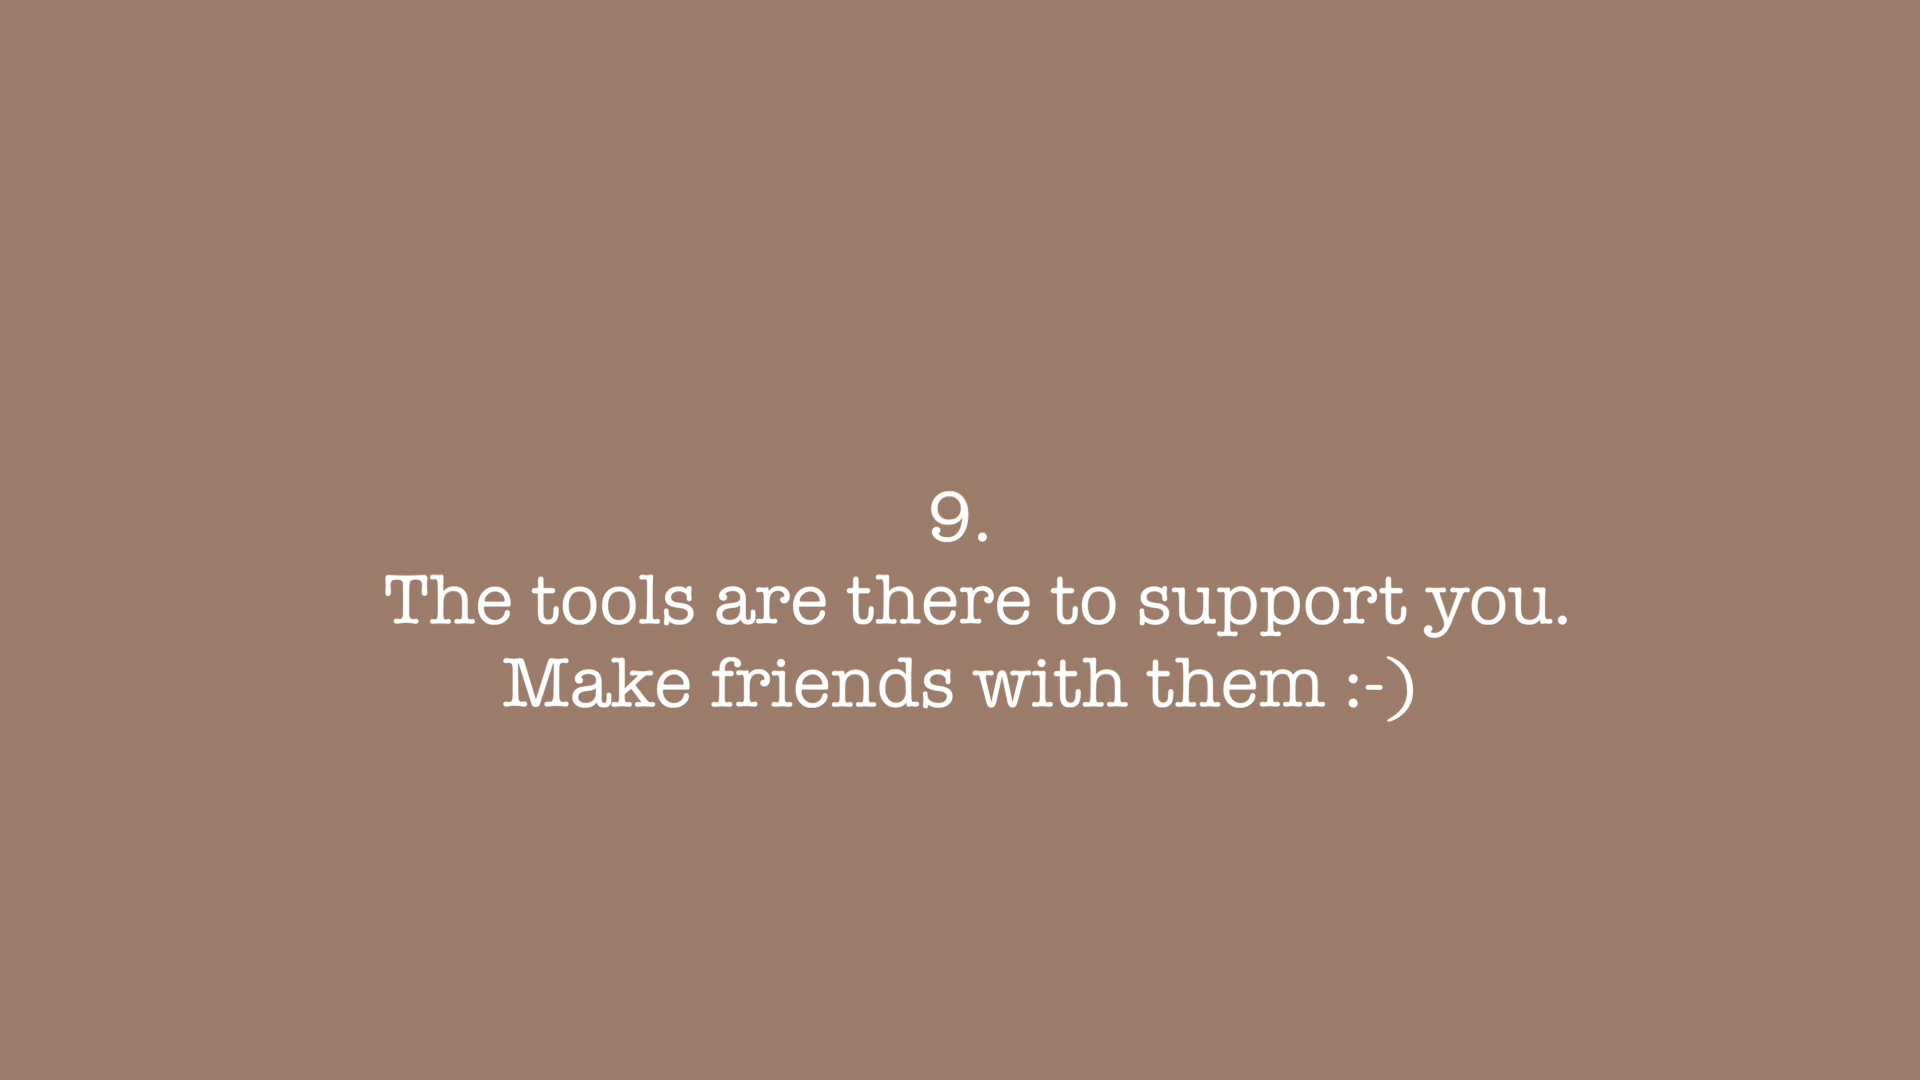 9.
The tools are there to support you.
Make friends with them :-)